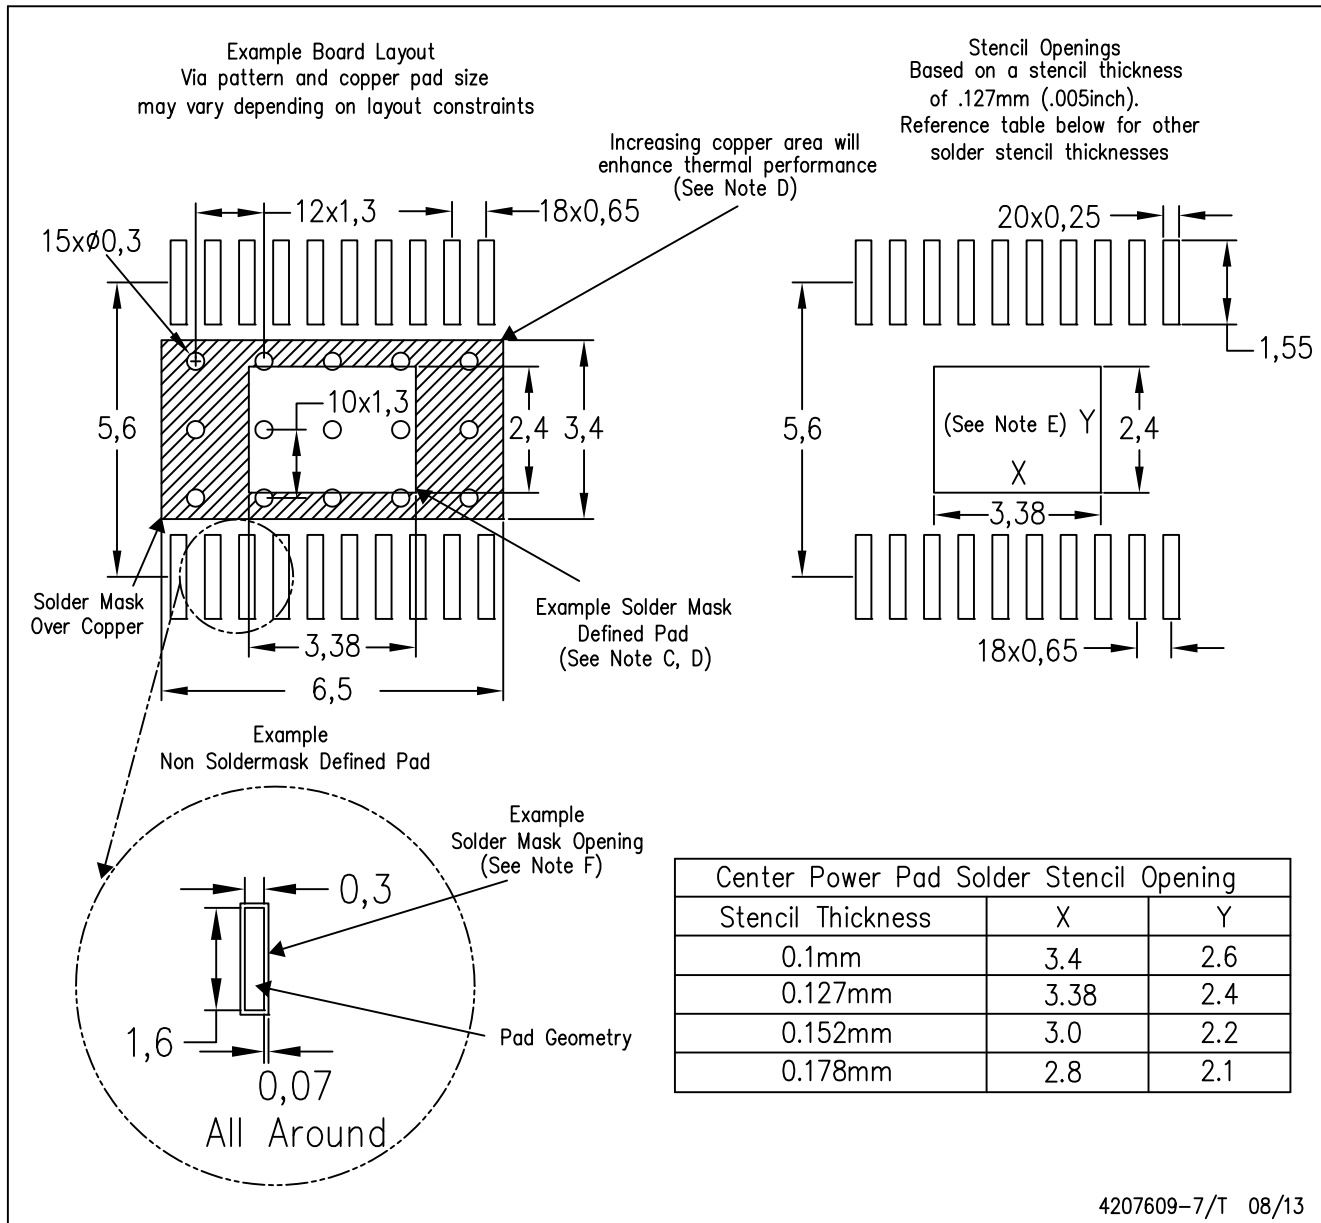 Example Board Layout
Via pattern and copper pad size
may vary depending on layout constraints
Stencil Openings
Based on a stencil thickness
of .127mm (.005inch).
Reference table below for other
solder stencil thicknesses
Increasing copper area will
enhance thermal performance
(See Note D)
12x1,3
18x0,65
15xø0,3
5,6
10x1,3
2,4
3,4
Solder Mask
Over Copper
Example Solder Mask
Defined Pad
(See Note C, D)
3,38
6,5
20x0,25
1,55
5,6
(See Note E)
Y
X
2,4
3,38
18x0,65
Example
Non Soldermask Defined Pad
Example
Solder Mask Opening
(See Note F)
0,3
1,6
Pad Geometry
0,07
All Around
Center Power Pad Solder Stencil Opening
Stencil Thickness X Y
0.1mm 3.4 2.6
0.127mm 3.38 2.4
0.152mm 3.0 2.2
0.178mm 2.8 2.1
4207609-7/T 08/13